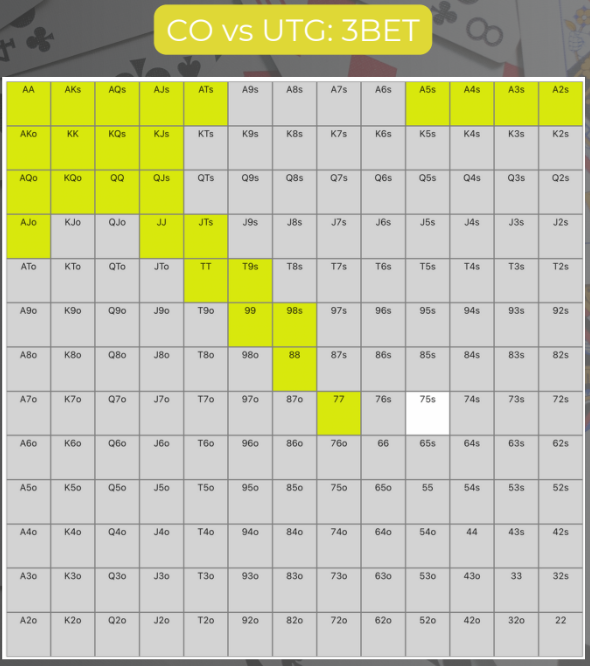 CO vs UTG: 3BET
AA AKs AQs AJs ATs A9s A8s A7s A6s A5s A4s A3s A2s
AKo KK KQs KJs KTs K9s K8s K7s K6s K5s K4s K3s K2s
AQo KQo QQ QJs QTs Q9s Q8s Q7s Q6s Q5s Q4s Q3s Q2s
AJo KJo QJo JJ JTs J9s J8s J7s J6s J5s J4s J3s J2s
ATo KTo QTo JTo TT T9s T8s T7s T6s T5s T4s T3s T2s
A9o K9o Q9o J9o T9o 99 98s 97s 96s 95s 94s 93s 92s
A8o K8o Q8o J8o T8o 98o 88 87s 86s 85s 84s 83s 82s
A7o K7o Q7o J7o T7o 97o 87o 77 76s 75s 74s 73s 72s
A6o K6o Q6o J6o T6o 96o 86o 76o 66 65s 64s 63s 62s
A5o K5o Q5o J5o T5o 95o 85o 75o 65o 55 54s 53s 52s
A4o K4o Q4o J4o T4o 94o 84o 74o 64o 54o 44 43s 42s
A3o K3o Q3o J3o T3o 93o 83o 73o 63o 53o 43o 33 32s
A2o K2o Q2o J2o T2o 92o 82o 72o 62o 52o 42o 32o 22